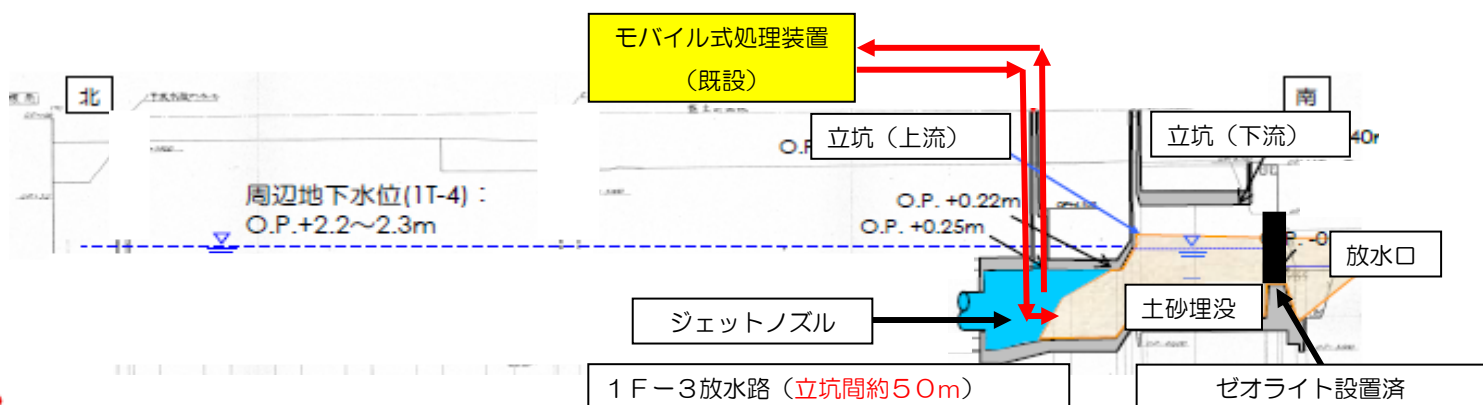 モバイル式処理装置
（既設）
北
南
立坑（上流）
立坑（下流）
周辺地下水位(1T-4)：
O.P.+2.2～2.3m
O.P. +0.22m
O.P. +0.25m
放水口
ジェットノズル
土砂埋没
１Ｆ－３放水路（立坑間約５０ｍ）
ゼオライト設置済